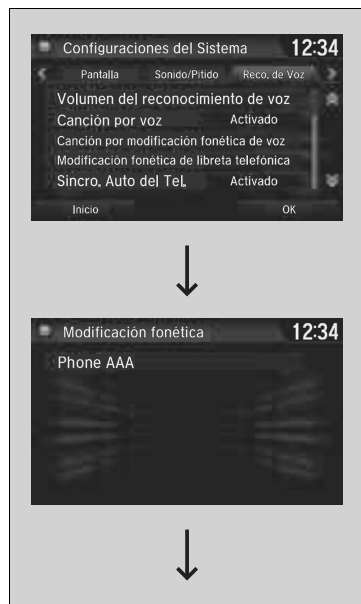 Configuraciones del Sistema 12:34
Pantalla Sonido/Pitido Reco. de Voz
Volumen del reconocimiento de voz
Canción por voz Activado
Canción por modificación fonética de voz
Modificación fonética de libreta telefónica
Sincro. Auto del Tel. Activado
Inicio OK
Modificación fonética 12:34
Phone AAA